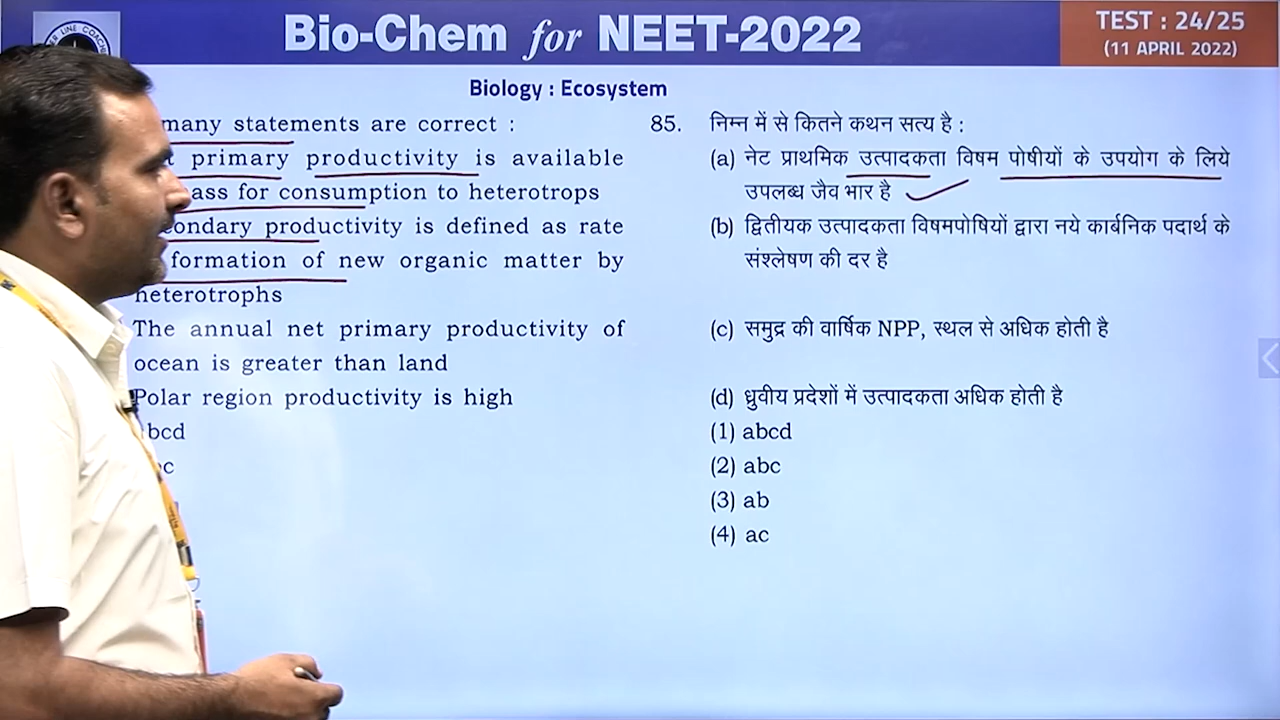 LINE COACH
Bio-Chem for NEET-2022
TEST : 24/25
(11 APRIL 2022)
Biology : Ecosystem
many statements are correct :
primary productivity is available
for consumption to heterotrops
productivity is defined as rate
formation of new organic matter by
heterotrophs
The annual net primary productivity of
ocean is greater than land
Polar region productivity is high
85. निम्न में से कितने कथन सत्य है :
(a) नेट प्राथमिक उत्पादकता विषम पोषीयों के उपयोग के लिये
उपलब्ध जैव भार है
(b) द्वितीयक उत्पादकता विषमपोषियों द्वारा नये कार्बनिक पदार्थ के
संश्लेषण की दर है
(c) समुद्र की वार्षिक NPP, स्थल से अधिक होती है
(d) ध्रुवीय प्रदेशों में उत्पादकता अधिक होती है
(1) abcd
(2) abc
(3) ab
(4) ac